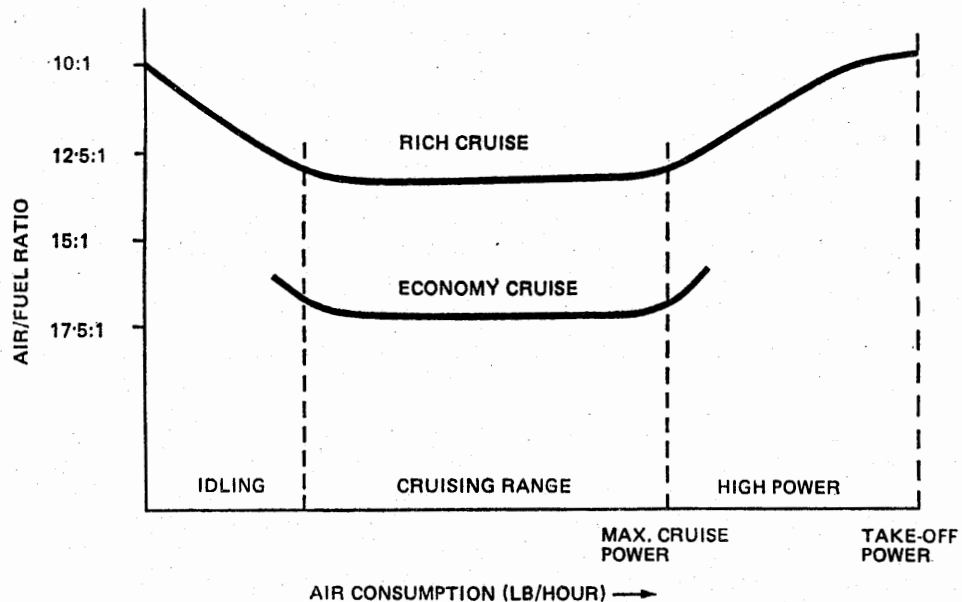 10:1
RICH CRUISE
12·5:1
15:1
ECONOMY CRUISE
17·5:1
AIR/FUEL RATIO
IDLING
CRUISING RANGE
HIGH POWER
MAX. CRUISE
POWER
TAKE-OFF
POWER
AIR CONSUMPTION (LB/HOUR)